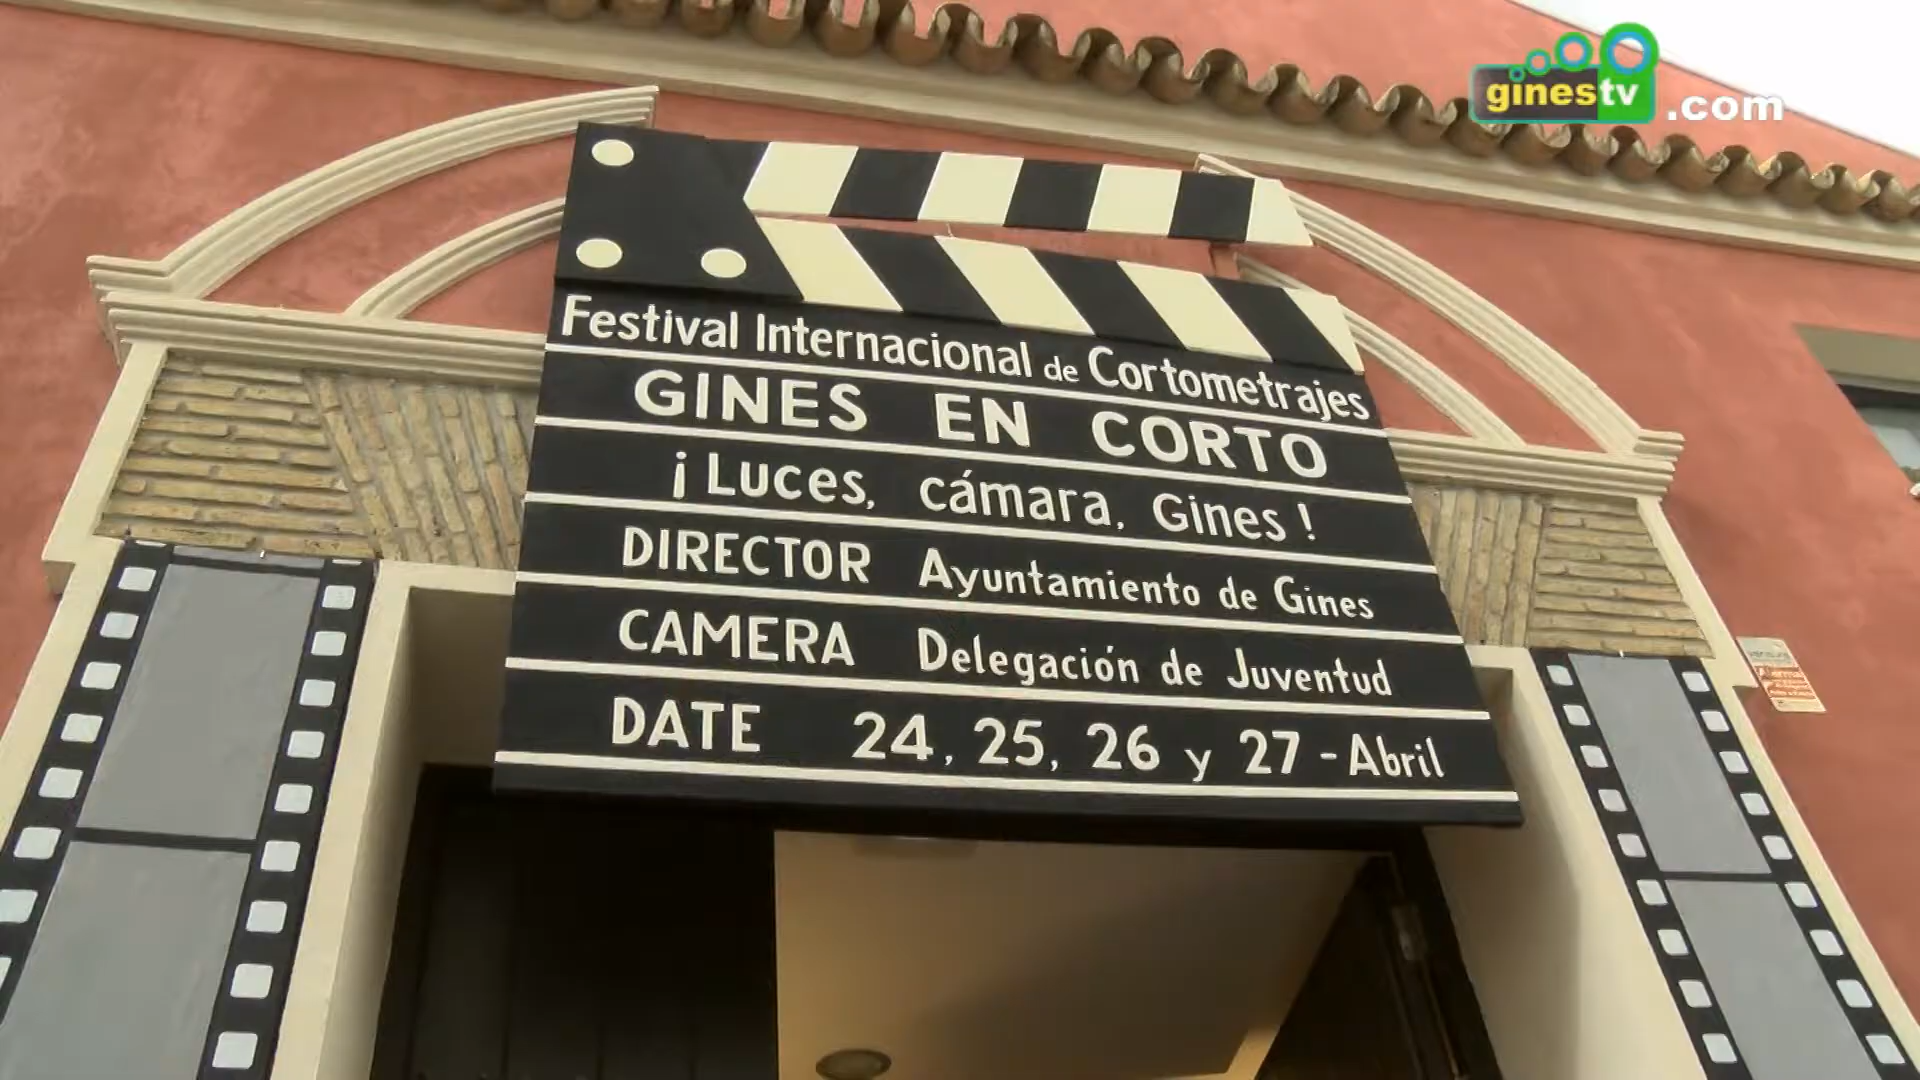 ginestv.com
Festival Internacional de Cortometrajes
GINES EN CORTO
¡Luces, cámara, Gines!
DIRECTOR Ayuntamiento de Gines
CAMERA Delegación de Juventud
DATE 24, 25, 26 y 27 - Abril